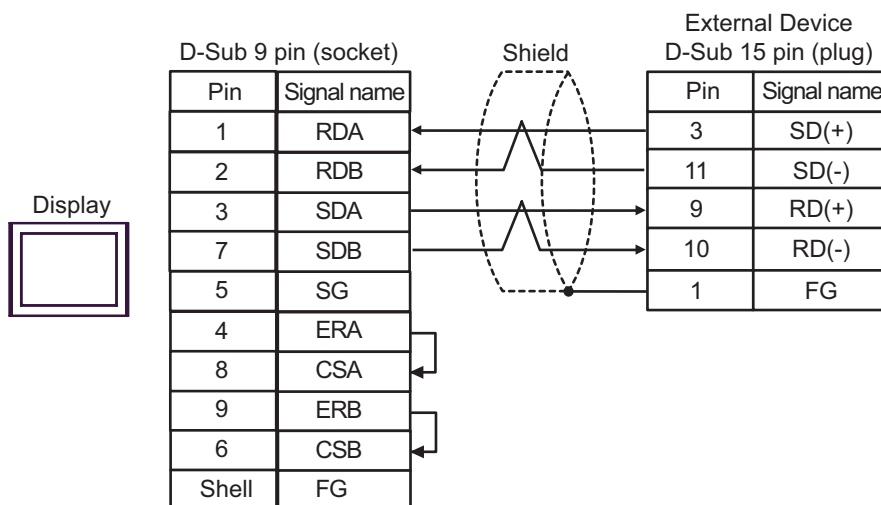 External Device
D-Sub 9 pin (socket) Shield D-Sub 15 pin (plug)
Pin Signal name Pin Signal name
1 RDA 3 SD(+)
2 RDB 11 SD(-)
Display 3 SDA 9 RD(+)
7 SDB 10 RD(-)
5 SG 1 FG
4 ERA
8 CSA
9 ERB
6 CSB
Shell FG